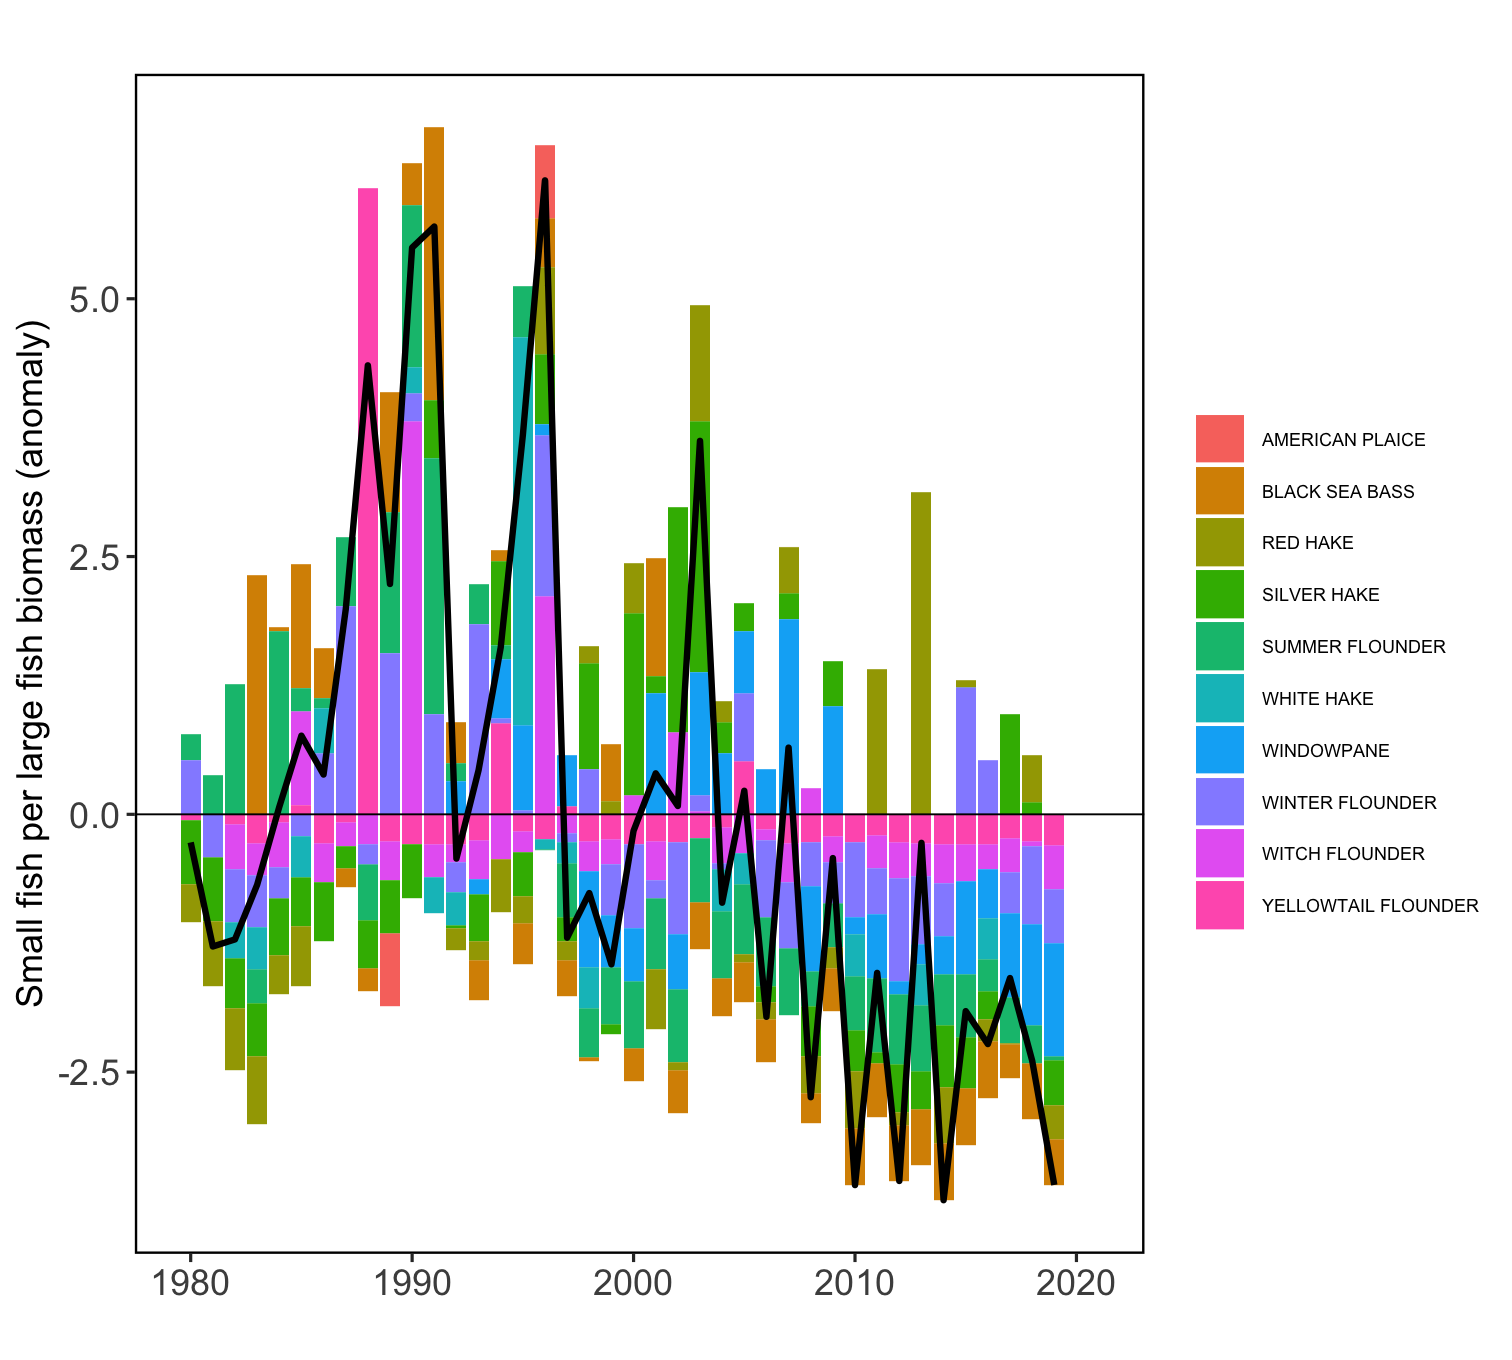 Small fish per large fish biomass (anomaly)
5.0
2.5
0.0
-2.5
1980
1990
2000
2010
2020
AMERICAN PLAICE
BLACK SEA BASS
RED HAKE
SILVER HAKE
SUMMER FLOUNDER
WHITE HAKE
WINDOWPANE
WINTER FLOUNDER
WITCH FLOUNDER
YELLOWTAIL FLOUNDER